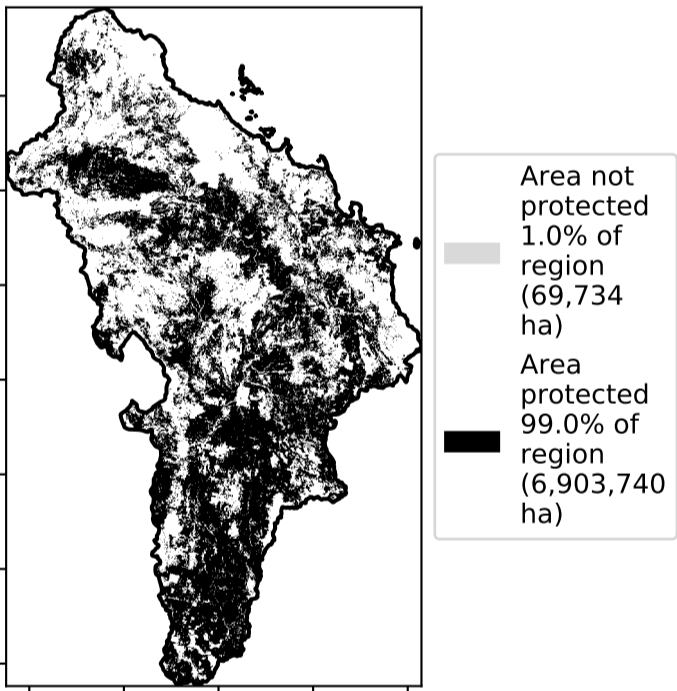 Area not
protected
1.0% of
region
(69,734
ha)
Area
protected
99.0% of
region
(6,903,740
ha)